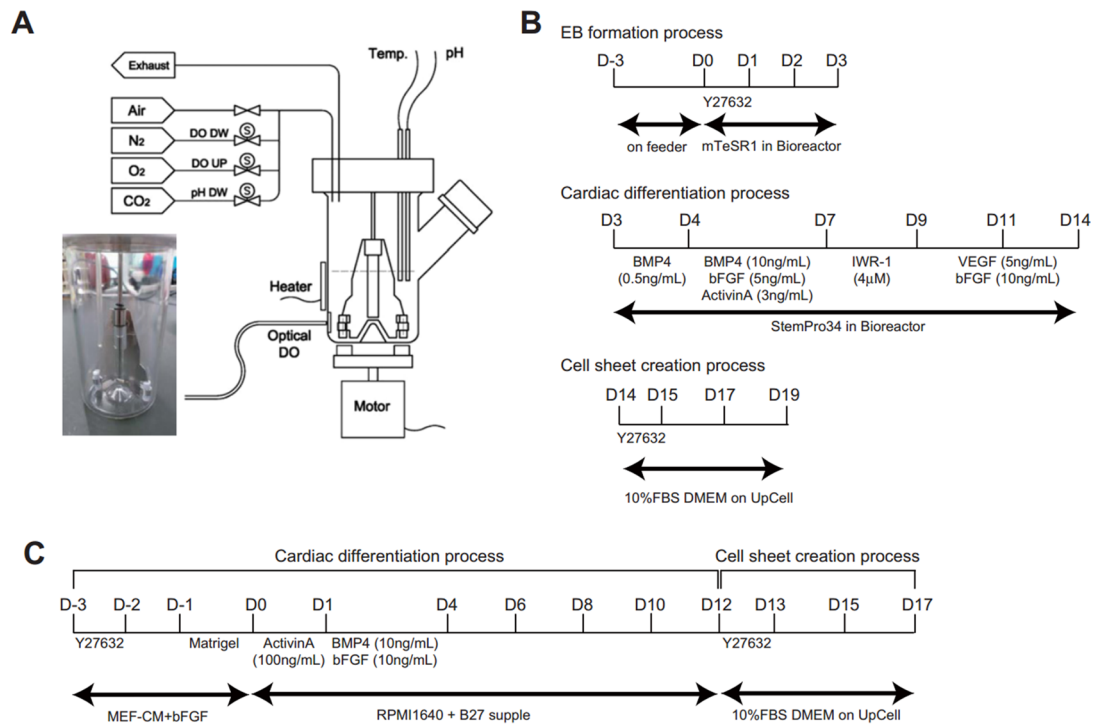 A
Exhaust
Air
N2
DO DW
S
O2
DO UP
S
CO2
pH DW
S
Temp.
pH
Heater
Optical
DO
Motor
B
EB formation process
D-3 D0 D1 D2 D3
Y27632
on feeder mTeSR1 in Bioreactor
Cardiac differentiation process
D3 D4 D7 D9 D11 D14
BMP4 BMP4 (10ng/mL) IWR-1 VEGF (5ng/mL)
(0.5ng/mL) bFGF (5ng/mL) (4μM) bFGF (10ng/mL)
ActivinA (3ng/mL)
StemPro34 in Bioreactor
Cell sheet creation process
D14 D15 D17 D19
Y27632
10%FBS DMEM on UpCell
C
Cardiac differentiation process Cell sheet creation process
D-3 D-2 D-1 D0 D1 D4 D6 D8 D10 D12 D13 D15 D17
Y27632 Matrigel ActivinA BMP4 (10ng/mL) Y27632
(100ng/mL) bFGF (10ng/mL)
MEF-CM+bFGF RPMI1640 + B27 supple 10%FBS DMEM on UpCell